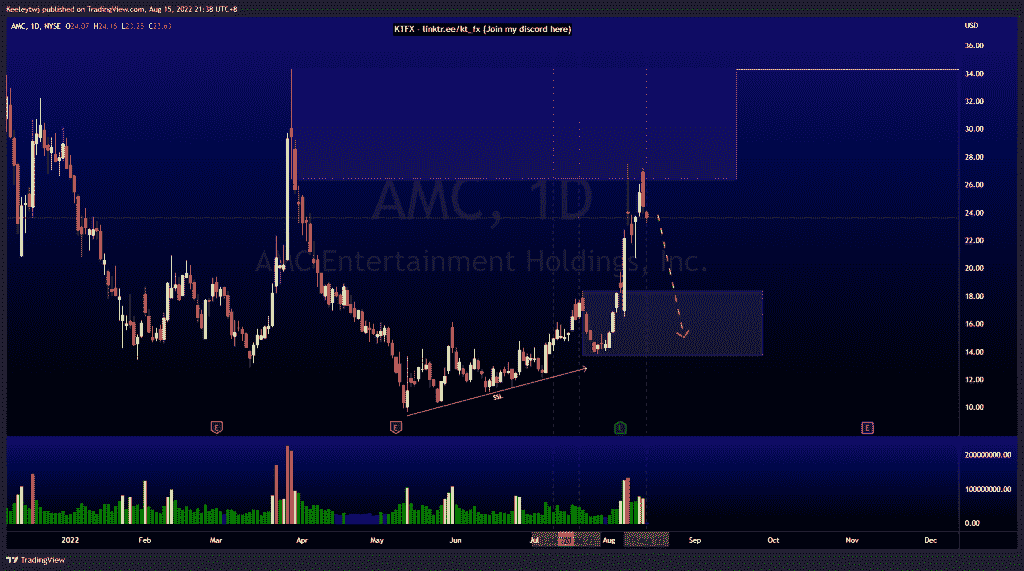 Keeleytwj published on TradingView.com, Aug 15, 2022 21:38 UTC+8
AMC, 1D, NYSE O24.07 H24.16 L23.25 C23.63
KTFX - linktr.ee/kt_fx (Join my discord here)
USD
36.00
34.00
32.00
30.00
28.00
26.00
24.00
22.00
20.00
18.00
16.00
14.00
12.00
10.00
AMC, 1D
AMC Entertainment Holdings, Inc.
SSL
E
E
E
E
200000000.00
100000000.00
0.00
2022 Feb Mar Apr May Jun Jul Aug Sep Oct Nov Dec
TradingView